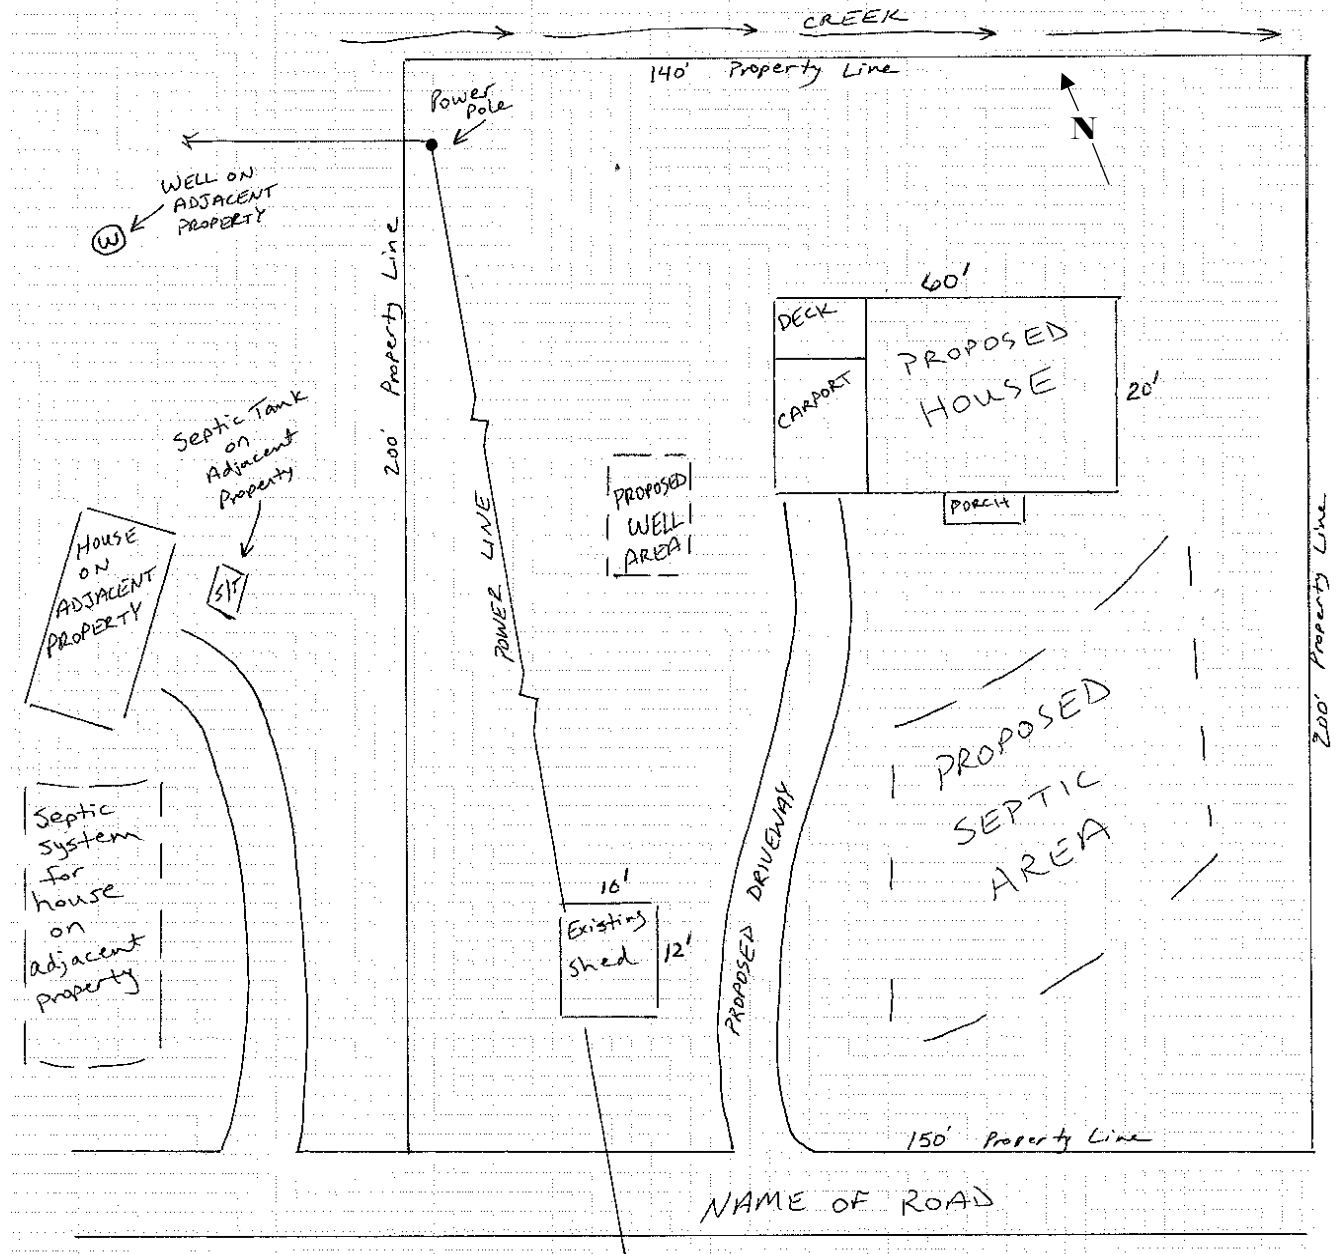 CREEK
140' Property Line
Power
Pole
N
WELL ON
ADJACENT
PROPERTY
W
200' Property Line
60'
DECK
PROPOSED
HOUSE
20'
CARPORT
PORCH
Septic Tank
on
Adjacent
Property
PROPOSED
WELL
AREA
POWER LINE
HOUSE
ON
ADJACENT
PROPERTY
S/T
200' Property Line
PROPOSED
SEPTIC
AREA
Septic
system
for
house
on
adjacent
property
PROPOSED DRIVEWAY
10'
Existing
Shed
12'
150' Property Line
NAME OF ROAD